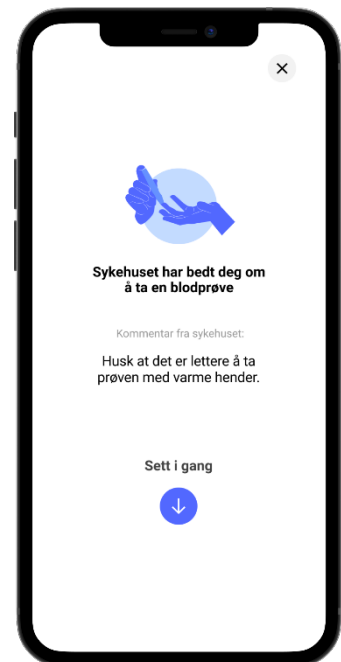 Sykehuset har bedt deg om
å ta en blodprøve
Kommentar fra sykehuset:
Husk at det er lettere å ta
prøven med varme hender.
Sett i gang